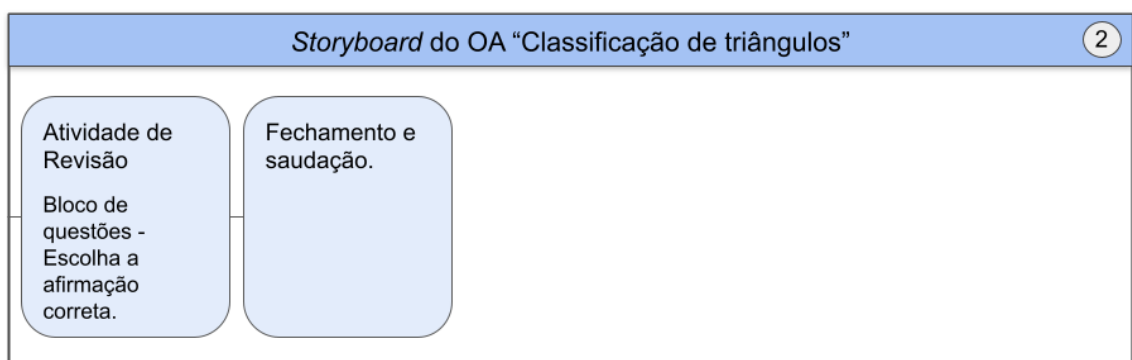 Storyboard do OA “Classificação de triângulos”
2
Atividade de
Revisão
Bloco de
questões -
Escolha a
afirmação
correta.
Fechamento e
saudação.